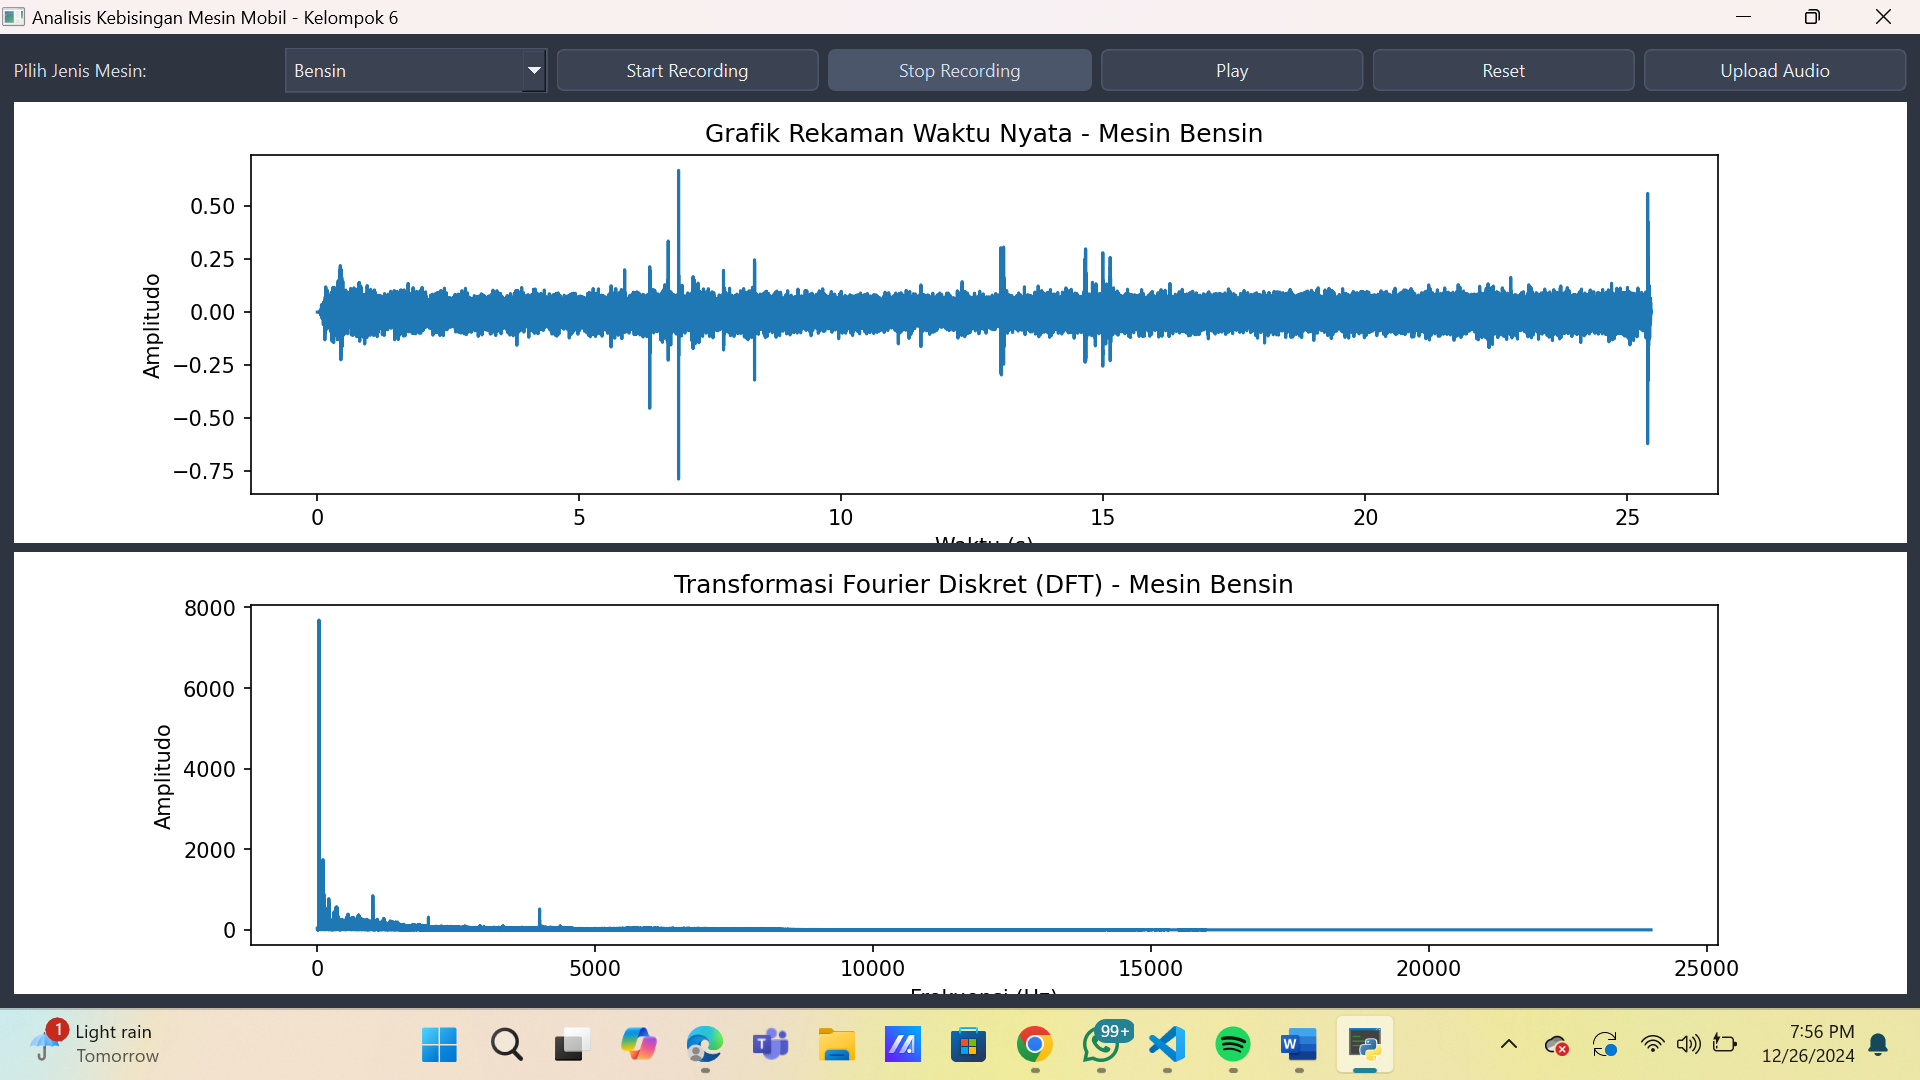 Analisis Kebisingan Mesin Mobil - Kelompok 6
Pilih Jenis Mesin:
Bensin
Start Recording
Stop Recording
Play
Reset
Upload Audio
Grafik Rekaman Waktu Nyata - Mesin Bensin
Amplitudo
0.50
0.25
0.00
−0.25
−0.50
−0.75
0 5 10 15 20 25
Waktu (s)
Transformasi Fourier Diskret (DFT) - Mesin Bensin
Amplitudo
8000
6000
4000
2000
0
0 5000 10000 15000 20000 25000
Frekuensi (Hz)
1
Light rain
Tomorrow
T
99+
W
7:56 PM
12/26/2024